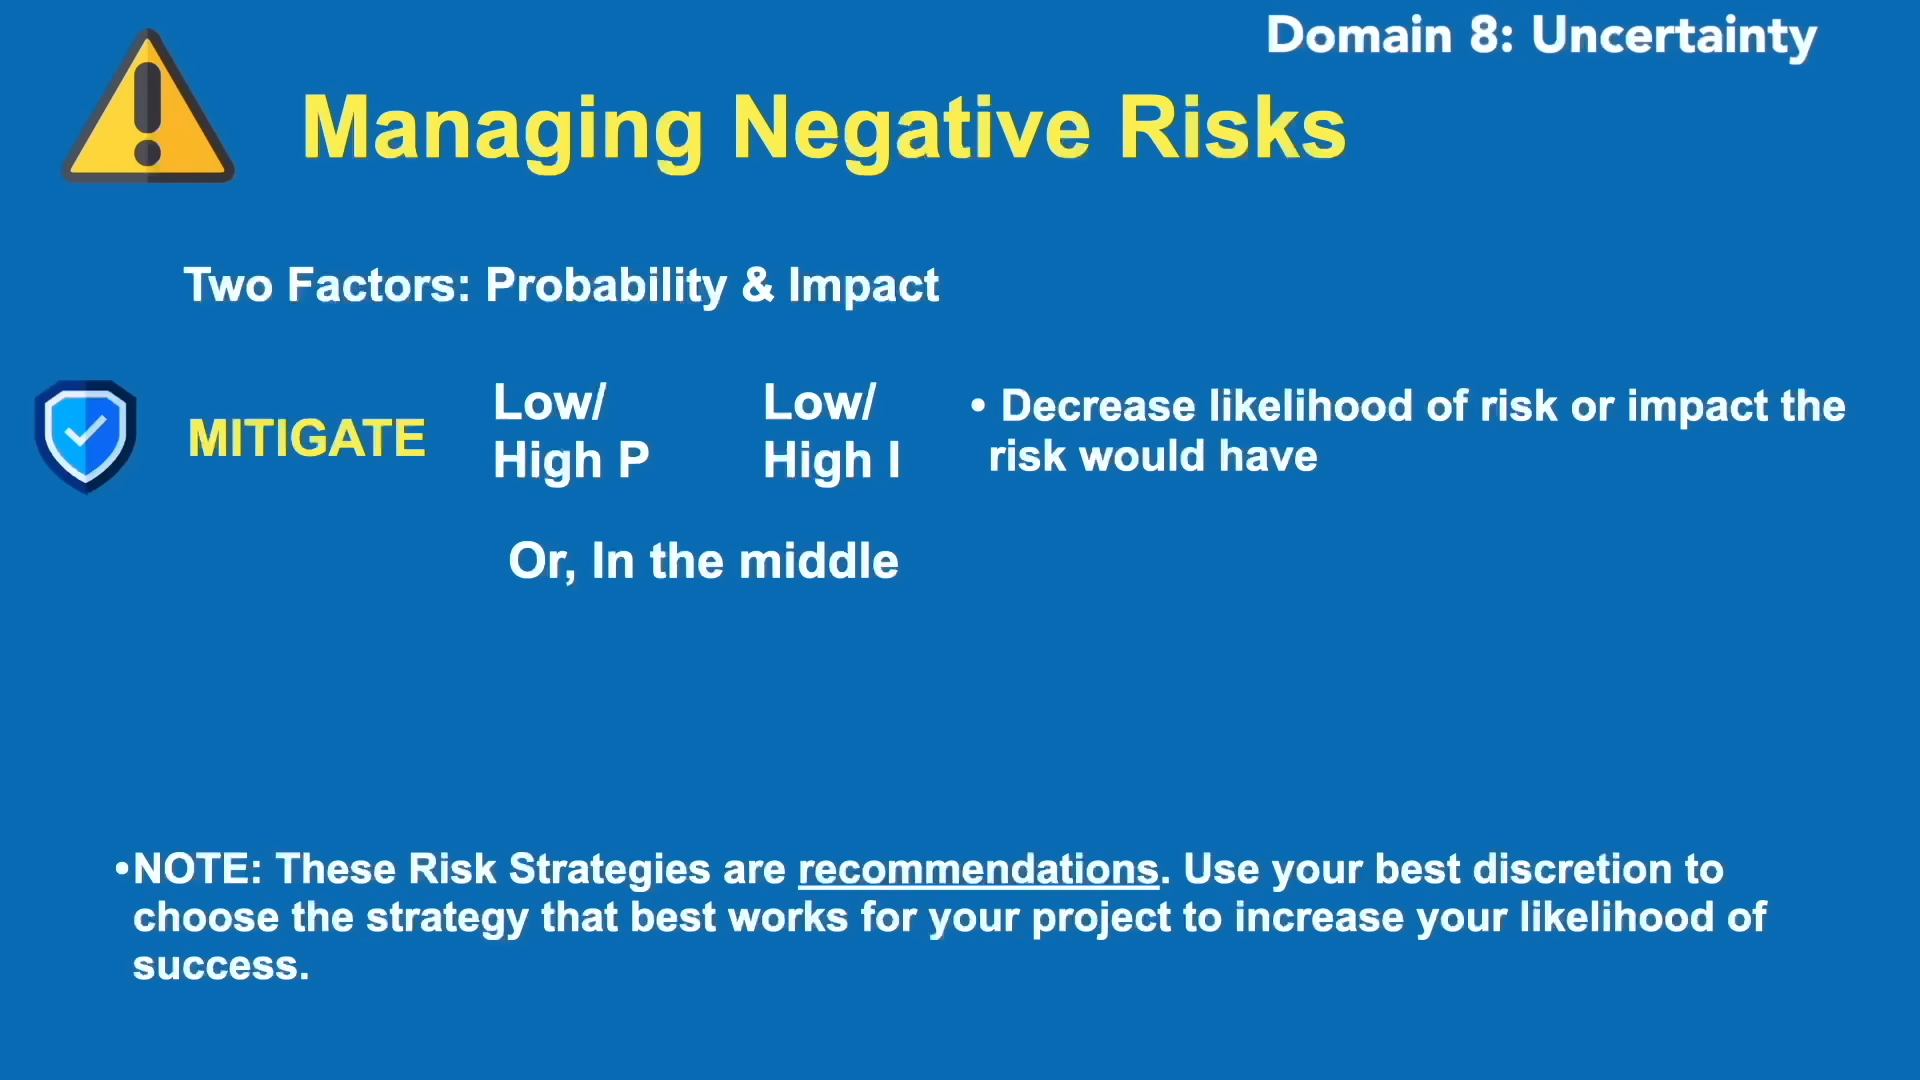 Domain 8: Uncertainty
Managing Negative Risks
Two Factors: Probability & Impact
MITIGATE
Low/
High P
Low/
High I
• Decrease likelihood of risk or impact the
risk would have
Or, In the middle
•NOTE: These Risk Strategies are recommendations. Use your best discretion to
choose the strategy that best works for your project to increase your likelihood of
success.